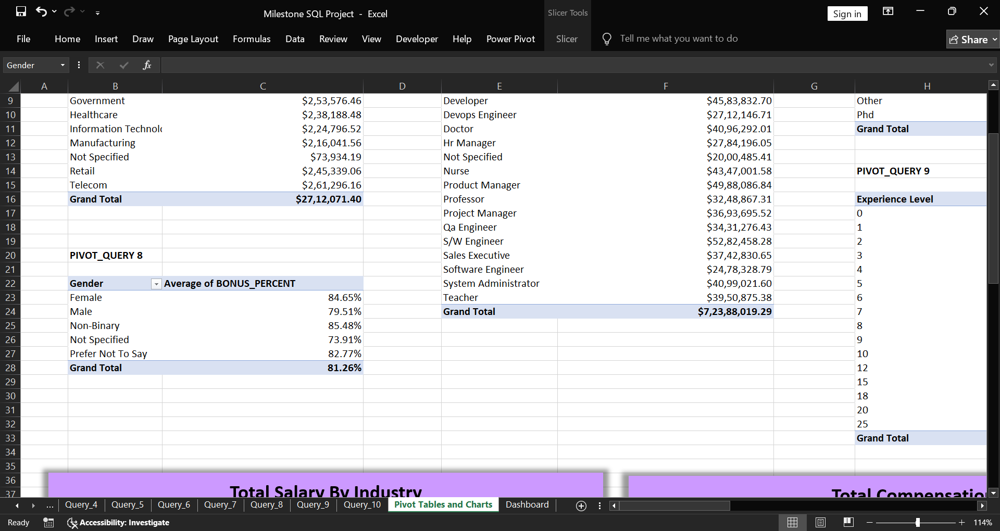 Milestone SQL Project - Excel
Slicer Tools
Sign in
File Home Insert Draw Page Layout Formulas Data Review View Developer Help Power Pivot Slicer Tell me what you want to do Share
Gender fx
A B C D E F G H
9 Government $2,53,576.46 Developer $45,83,832.70 Other
10 Healthcare $2,38,188.48 Devops Engineer $27,12,146.71 Phd
11 Information Technolo $2,24,796.52 Doctor $40,96,292.01 Grand Total
12 Manufacturing $2,16,041.56 Hr Manager $27,84,196.05
13 Not Specified $73,934.19 Not Specified $20,00,485.41
14 Retail $2,45,339.06 Nurse $43,47,001.58 PIVOT_QUERY 9
15 Telecom $2,61,296.16 Product Manager $49,88,086.84
16 Grand Total $27,12,071.40 Professor $32,48,867.31 Experience Level
17 Project Manager $36,93,695.52 0
18 Qa Engineer $34,31,276.43 1
19 S/W Engineer $52,82,458.28 2
20 PIVOT_QUERY 8 Sales Executive $37,42,830.65 3
21 Software Engineer $24,78,328.79 4
22 Gender Average of BONUS_PERCENT System Administrator $40,99,021.60 5
23 Female 84.65% Teacher $39,50,875.38 6
24 Male 79.51% Grand Total $7,23,88,019.29 7
25 Non-Binary 85.48% 8
26 Not Specified 73.91% 9
27 Prefer Not To Say 82.77% 10
28 Grand Total 81.26% 12
29 15
30 18
31 20
32 25
33 Grand Total
34
35
36
37
Total Salary By Industry
Total Compensation
... Query_4 Query_5 Query_6 Query_7 Query_8 Query_9 Query_10 Pivot Tables and Charts Dashboard
Ready Accessibility: Investigate 114%